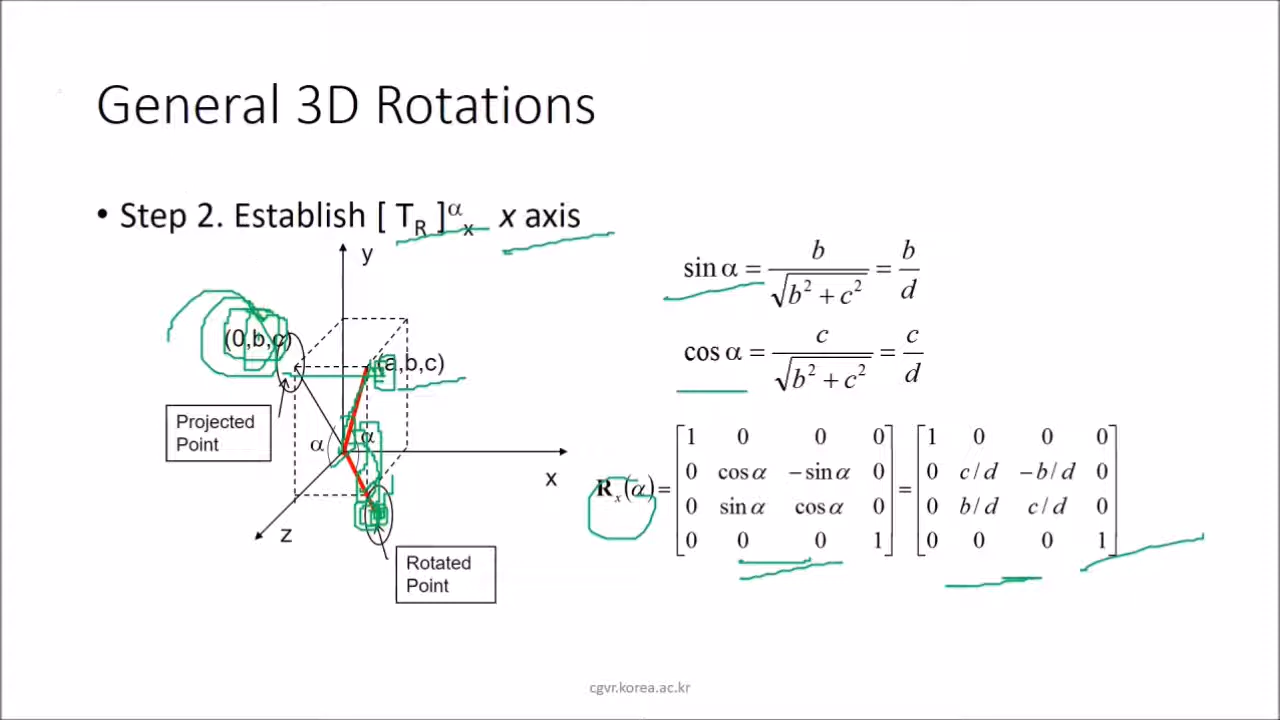 General 3D Rotations
• Step 2. Establish [ T_R ]^α_x x axis
y
(0,b,c)
(a,b,c)
Projected
Point
α
α
x
z
Rotated
Point
sin α = b / √(b² + c²) = b / d
cos α = c / √(b² + c²) = c / d
R_x(α) = [1 0 0 0; 0 cos α −sin α 0; 0 sin α cos α 0; 0 0 0 1] = [1 0 0 0; 0 c/d −b/d 0; 0 b/d c/d 0; 0 0 0 1]
cgvr.korea.ac.kr